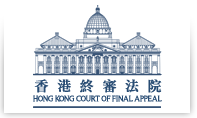 香港終審法院
HONG KONG COURT OF FINAL APPEAL